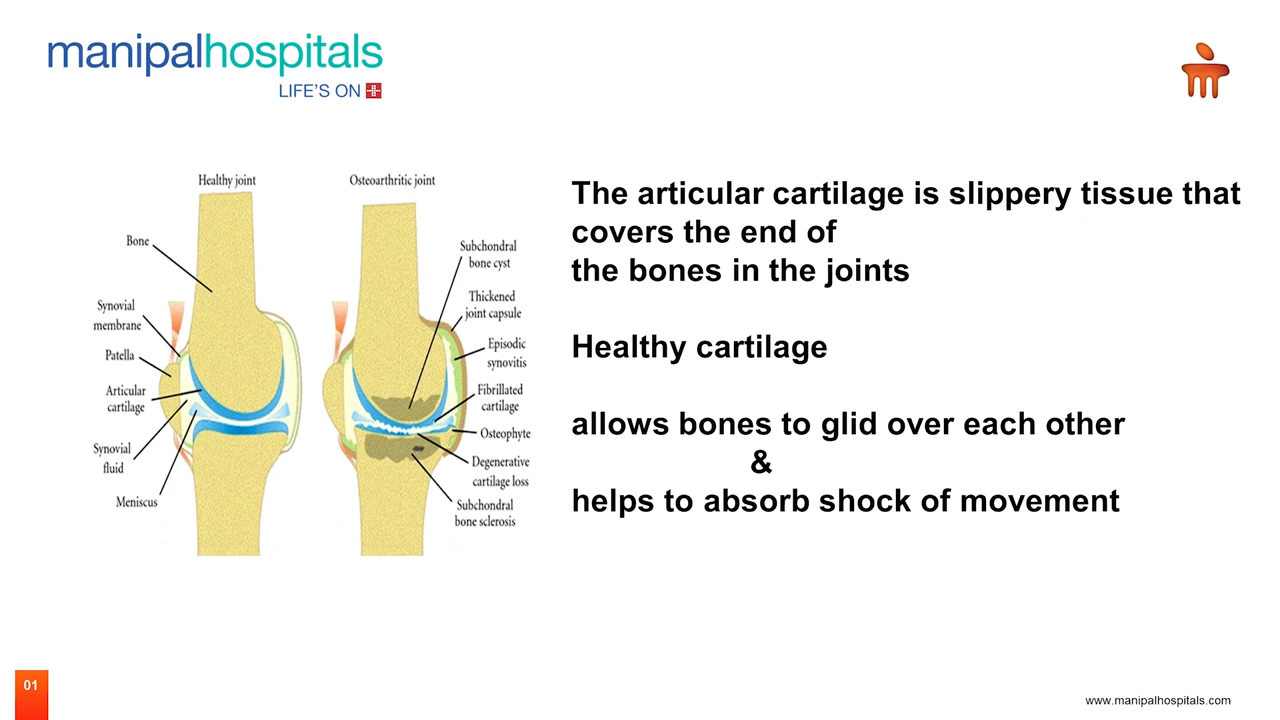 manipalhospitals
LIFE'S ON
Healthy joint
Osteoarthritic joint
Bone
Synovial
membrane
Patella
Articular
cartilage
Synovial
fluid
Meniscus
Subchondral
bone cyst
Thickened
joint capsule
Episodic
synovitis
Fibrillated
cartilage
Osteophyte
Degenerative
cartilage loss
Subchondral
bone sclerosis
The articular cartilage is slippery tissue that
covers the end of
the bones in the joints
Healthy cartilage
allows bones to glid over each other
&
helps to absorb shock of movement
01
www.manipalhospitals.com